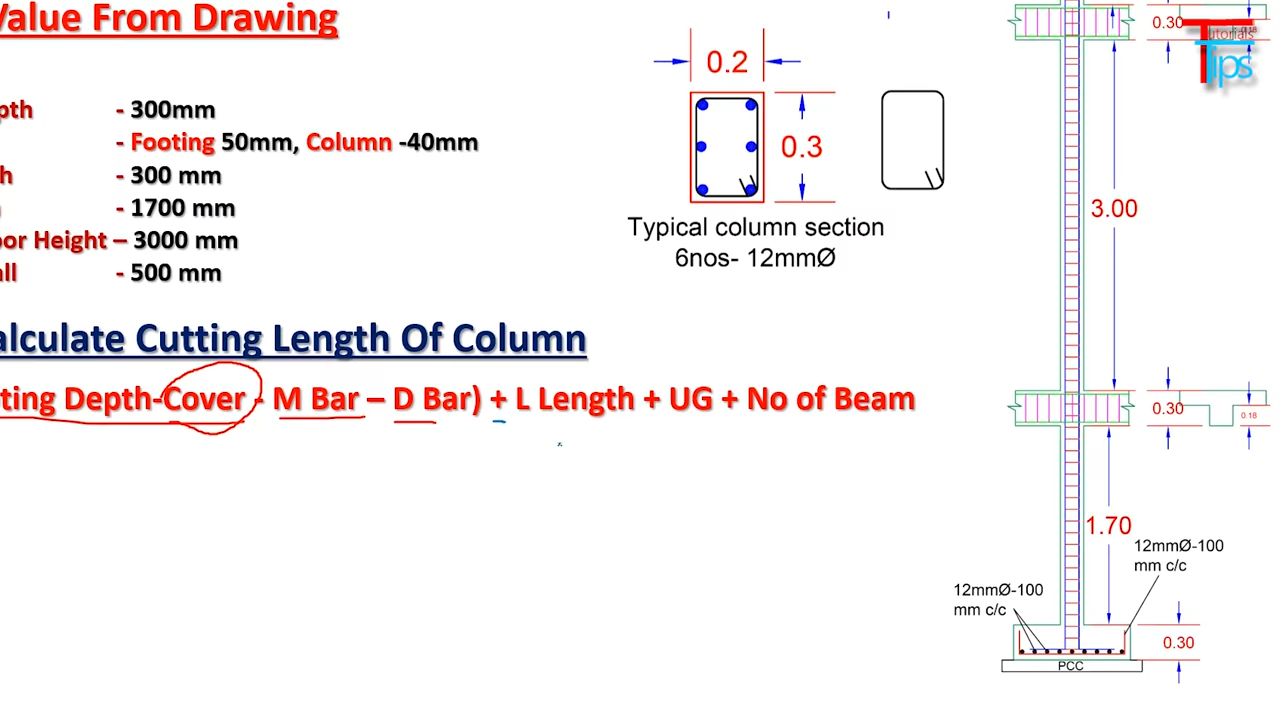 Value From Drawing
pth - 300mm
- Footing 50mm, Column -40mm
h - 300 mm
- 1700 mm
oor Height – 3000 mm
all - 500 mm
alculate Cutting Length Of Column
ting Depth-Cover - M Bar – D Bar) + L Length + UG + No of Beam
0.2
0.3
Typical column section
6nos- 12mmØ
0.30
Tutorials
Tips
3.00
0.30
0.18
1.70
12mmØ-100
mm c/c
12mmØ-100
mm c/c
0.30
PCC